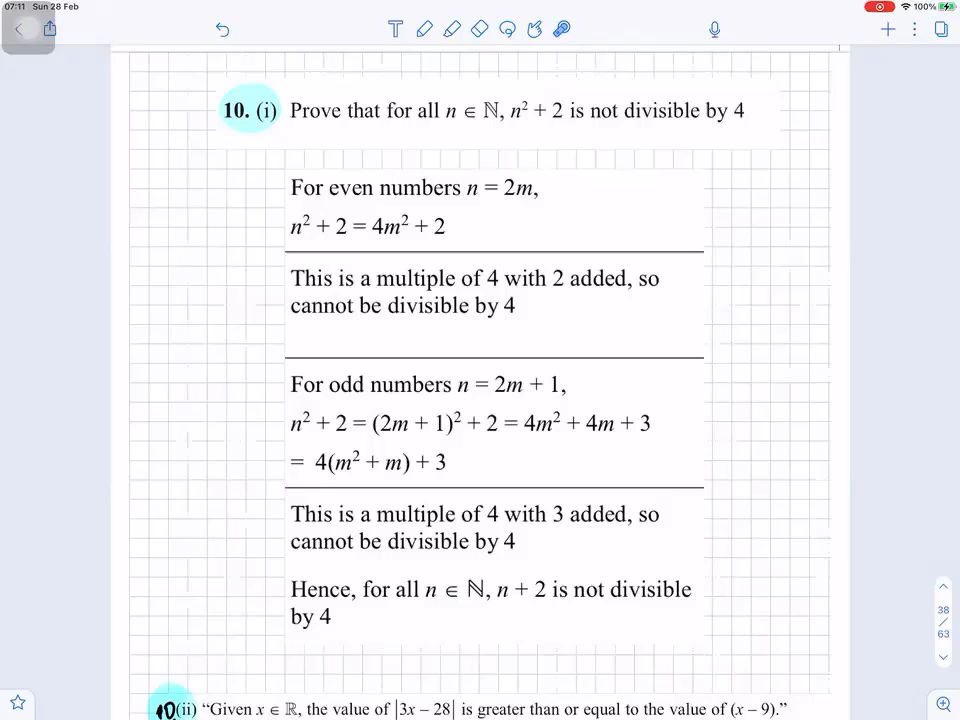 07:11 Sun 28 Feb
100%
10. (i) Prove that for all n ∈ ℕ, n² + 2 is not divisible by 4
For even numbers n = 2m,
n² + 2 = 4m² + 2
This is a multiple of 4 with 2 added, so
cannot be divisible by 4
For odd numbers n = 2m + 1,
n² + 2 = (2m + 1)² + 2 = 4m² + 4m + 3
= 4(m² + m) + 3
This is a multiple of 4 with 3 added, so
cannot be divisible by 4
Hence, for all n ∈ ℕ, n + 2 is not divisible
by 4
38
/
63
10(ii) “Given x ∈ ℝ, the value of |3x – 28| is greater than or equal to the value of (x – 9).”